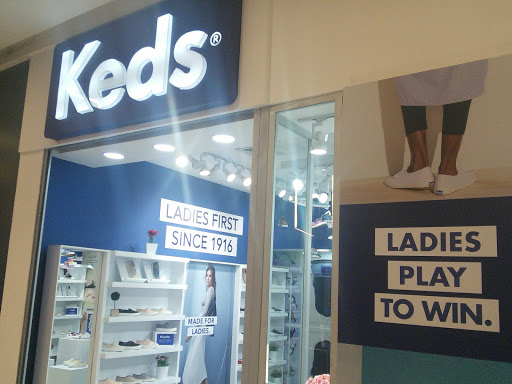 Keds®
LADIES FIRST
SINCE 1916
MADE FOR
LADIES.
LADIES
PLAY
TO WIN.